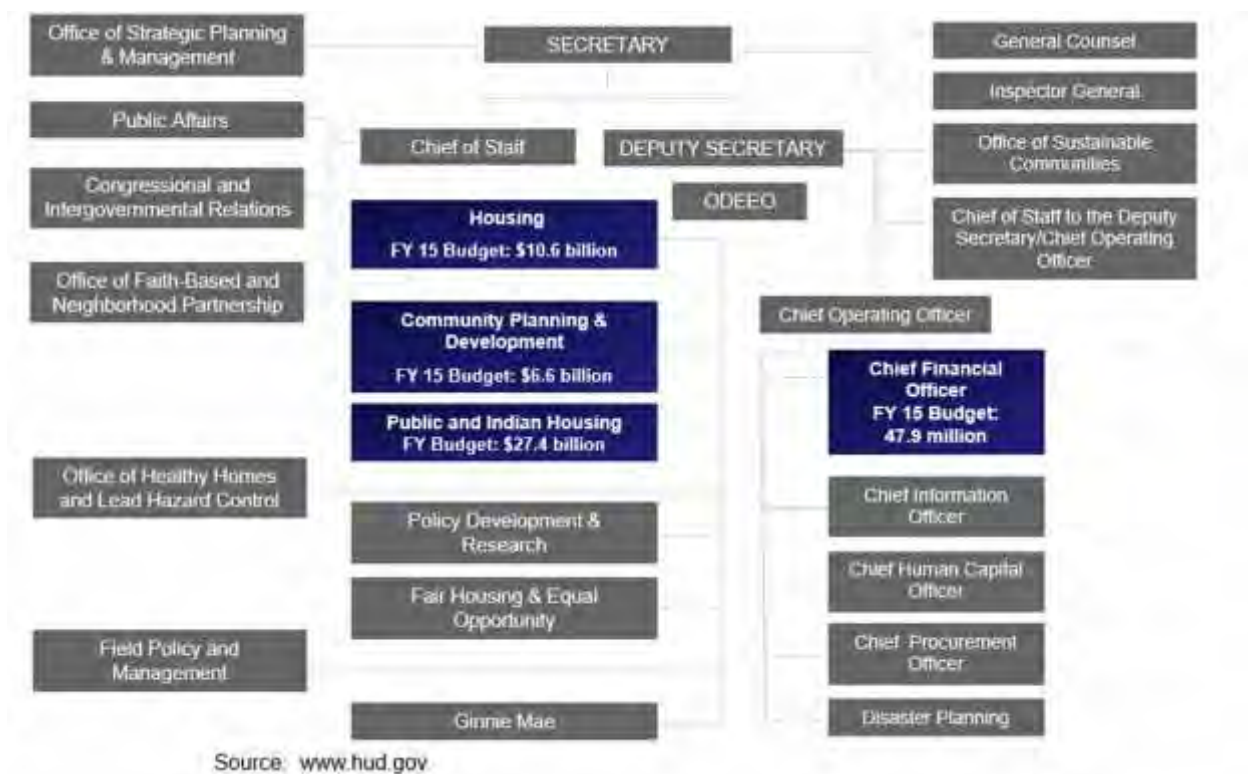 Office of Strategic Planning
& Management
SECRETARY
General Counsel
Inspector General
Public Affairs
Chief of Staff
DEPUTY SECRETARY
Office of Sustainable
Communities
Congressional and
Intergovernmental Relations
ODEEO
Housing
FY 15 Budget: $10.6 billion
Chief of Staff to the Deputy
Secretary/Chief Operating
Officer
Office of Faith-Based and
Neighborhood Partnership
Community Planning &
Development
FY 15 Budget: $6.6 billion
Chief Operating Officer
Chief Financial
Officer
FY 15 Budget:
47.9 million
Public and Indian Housing
FY Budget: $27.4 billion
Office of Healthy Homes
and Lead Hazard Control
Chief Information
Officer
Policy Development &
Research
Chief Human Capital
Officer
Fair Housing & Equal
Opportunity
Field Policy and
Management
Chief Procurement
Officer
Ginnie Mae
Disaster Planning
Source: www.hud.gov